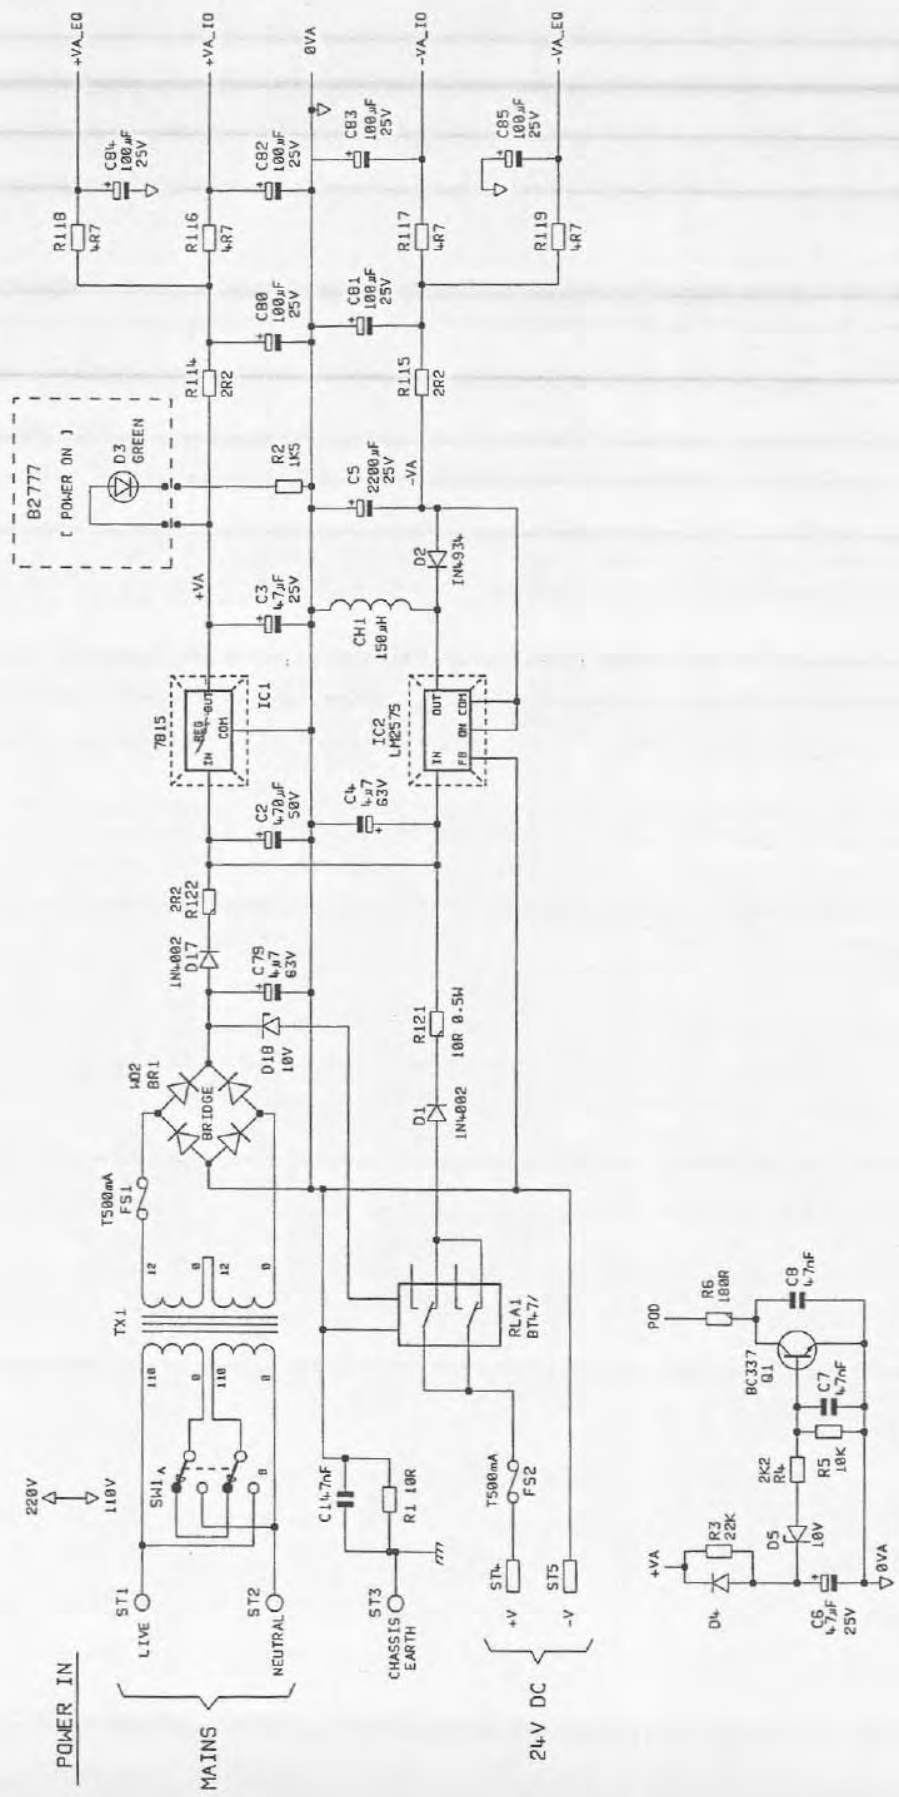 POWER IN
MAINS
220V
110V
ST1
LIVE
ST2
NEUTRAL
SW1
A
B
110
0
110
0
TX1
12
0
12
0
T500mA
FS1
W02
BR1
BRIDGE
D18
10V
C79
4µ7
63V
1N4002
D17
2R2
R122
C2
470µF
50V
7815
REG
IN
OUT
COM
IC1
+VA
C3
47µF
25V
B2777
[ POWER ON ]
D3
GREEN
R2
1K5
R114
2R2
C80
100µF
25V
R118
4R7
R116
4R7
C84
100µF
25V
C82
100µF
25V
+VA_EQ
+VA_IO
0VA
-VA_IO
-VA_EQ
C83
100µF
25V
C85
100µF
25V
R117
4R7
R119
4R7
C81
100µF
25V
R115
2R2
C5
2200µF
25V
-VA
D2
1N4934
CH1
150µH
IC2
LM2575
IN
OUT
FB
ON
COM
C4
4µ7
63V
R121
10R 0.5W
D1
1N4002
RLA1
BT47/
C1 47nF
R1 10R
ST3
CHASSIS
EARTH
T500mA
FS2
ST4
+V
ST5
-V
24V DC
+VA
R3
22K
D4
C6
47µF
25V
0VA
D5
10V
2K2
R4
R5
10K
C7
47nF
BC337
Q1
POD
R6
180R
C8
47nF